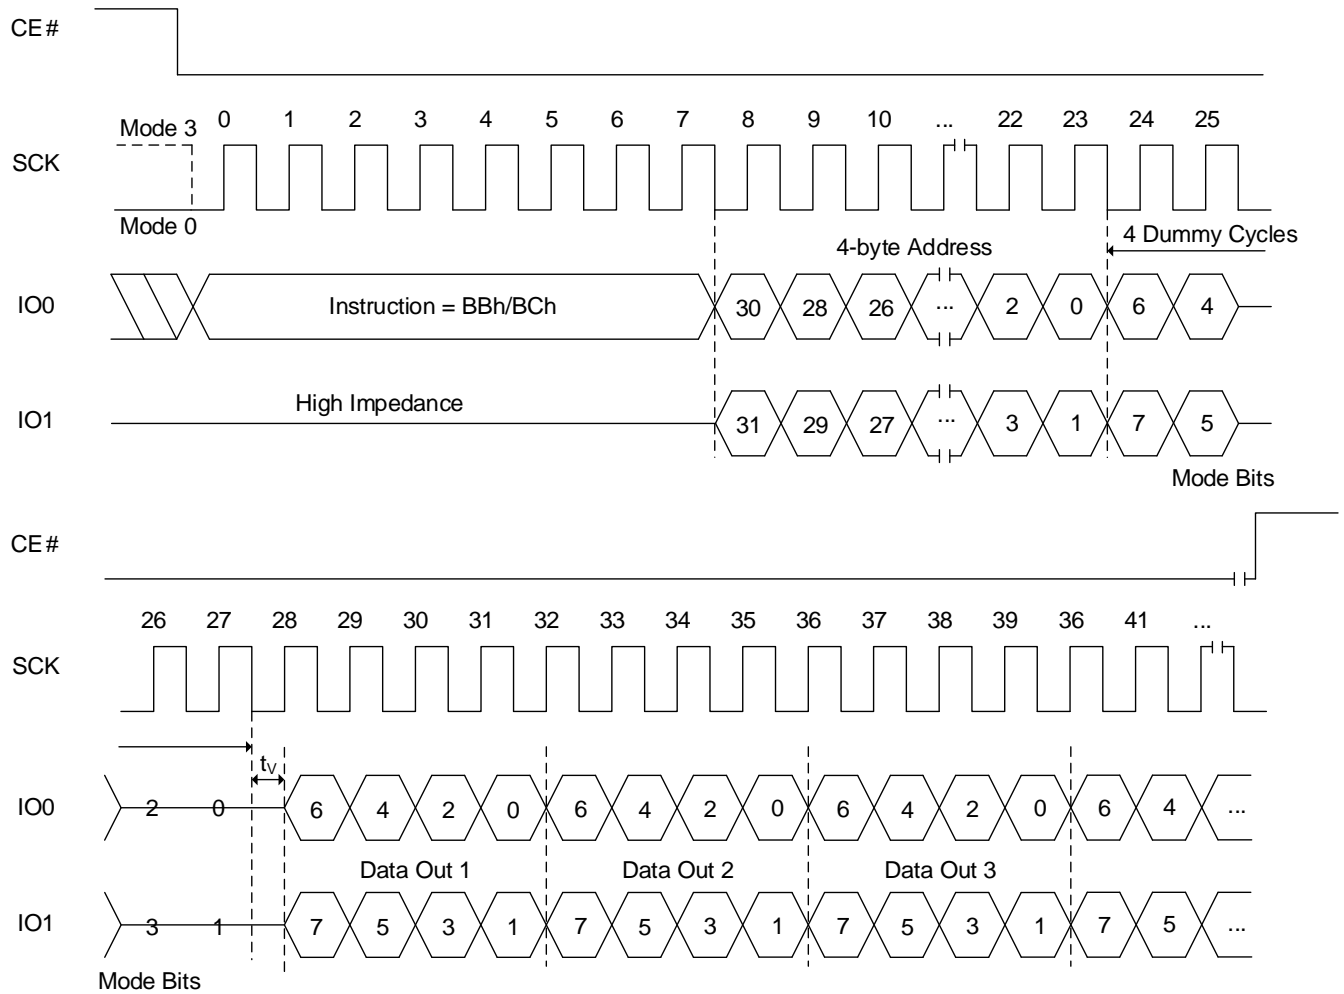 CE#
Mode 3 0 1 2 3 4 5 6 7 8 9 10 ... 22 23 24 25
SCK
Mode 0
4-byte Address 4 Dummy Cycles
IO0 Instruction = BBh/BCh 30 28 26 ... 2 0 6 4
High Impedance
IO1 31 29 27 ... 3 1 7 5
Mode Bits
CE#
26 27 28 29 30 31 32 33 34 35 36 37 38 39 36 41 ...
SCK
tV
IO0 2 0 6 4 2 0 6 4 2 0 6 4 2 0 6 4 ...
Data Out 1 Data Out 2 Data Out 3
IO1 3 1 7 5 3 1 7 5 3 1 7 5 3 1 7 5 ...
Mode Bits